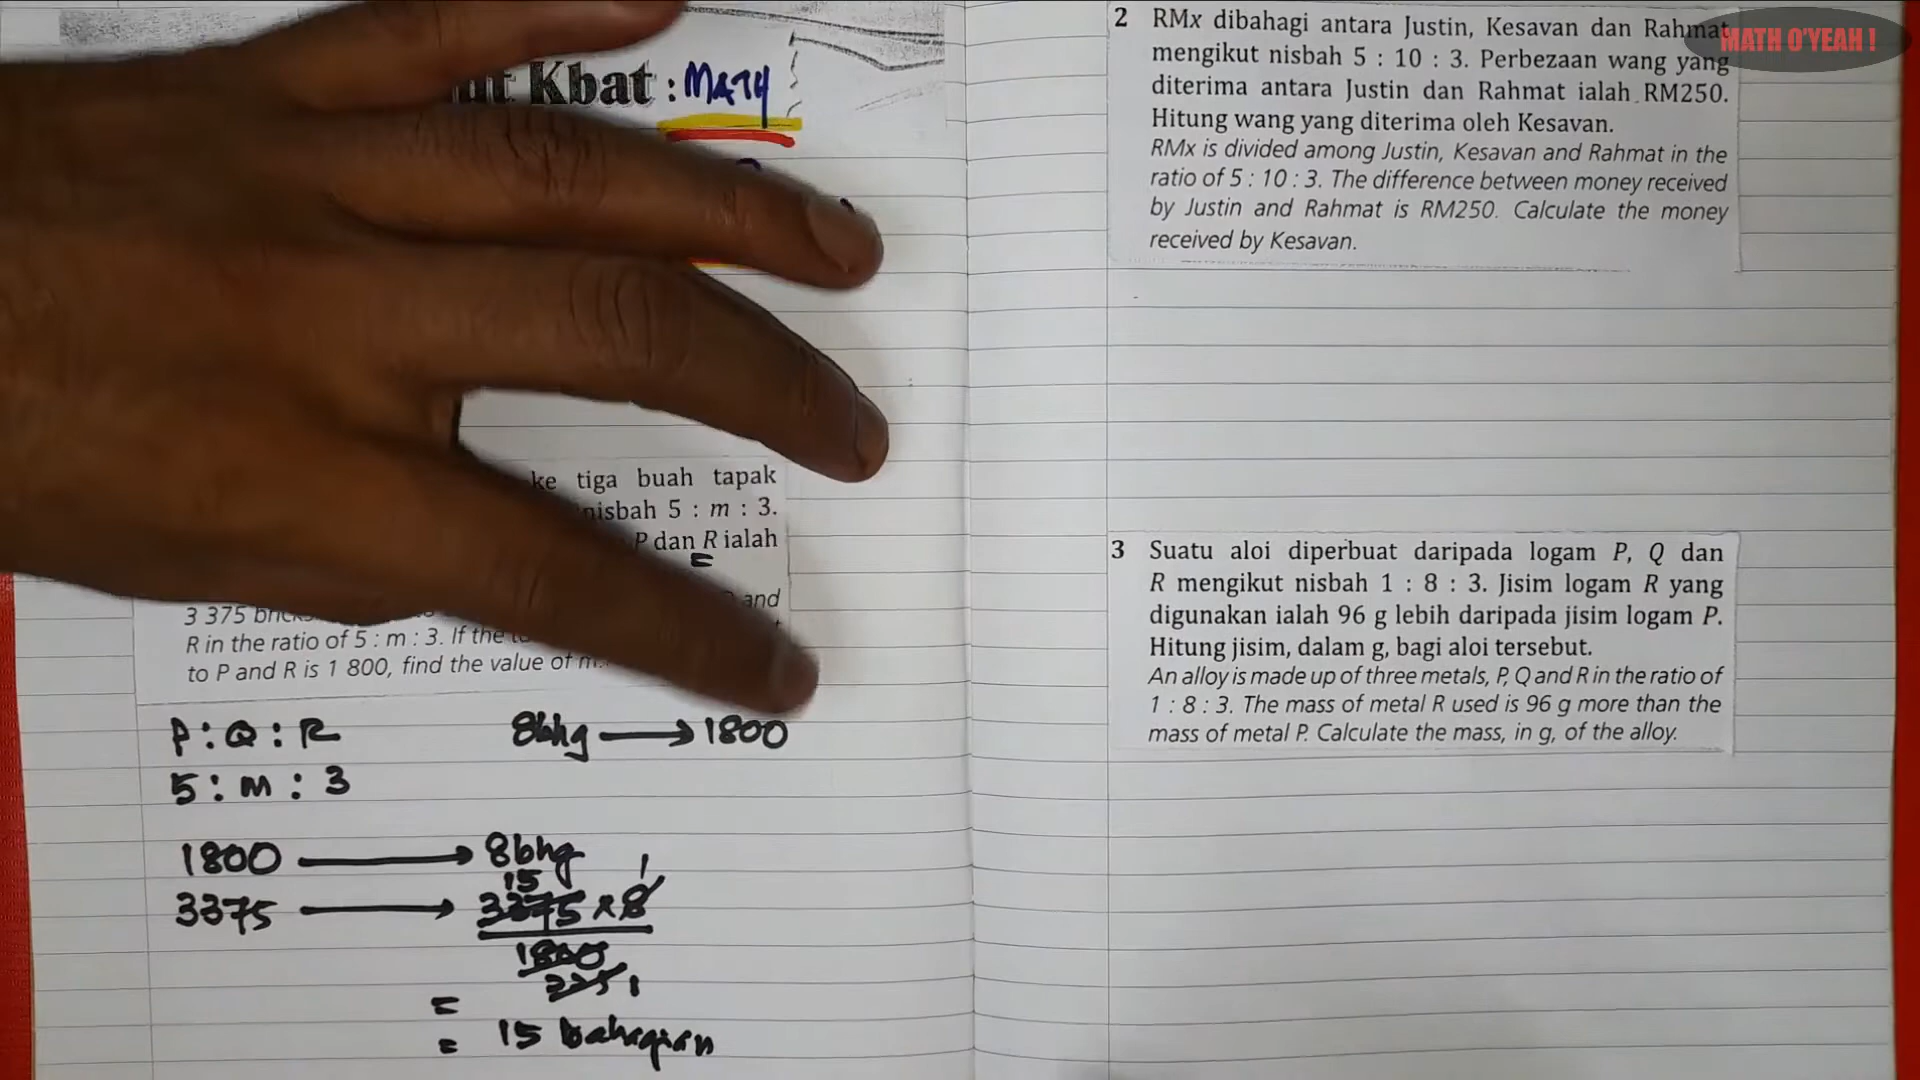 Kbat : MATH
ke tiga buah tapak
nisbah 5 : m : 3.
P dan R ialah
and
3 375 bricks
R in the ratio of 5 : m : 3. If the
to P and R is 1 800, find the value of m.
P : Q : R
5 : m : 3
8bhg → 1800
1800 → 8bhg
15 1
3375 → 3375 × 8
1800
225 1
=
= 15 bahagian
2 RMx dibahagi antara Justin, Kesavan dan Rahmat
mengikut nisbah 5 : 10 : 3. Perbezaan wang yang
diterima antara Justin dan Rahmat ialah RM250.
Hitung wang yang diterima oleh Kesavan.
RMx is divided among Justin, Kesavan and Rahmat in the
ratio of 5 : 10 : 3. The difference between money received
by Justin and Rahmat is RM250. Calculate the money
received by Kesavan.
MATH O'YEAH !
3 Suatu aloi diperbuat daripada logam P, Q dan
R mengikut nisbah 1 : 8 : 3. Jisim logam R yang
digunakan ialah 96 g lebih daripada jisim logam P.
Hitung jisim, dalam g, bagi aloi tersebut.
An alloy is made up of three metals, P, Q and R in the ratio of
1 : 8 : 3. The mass of metal R used is 96 g more than the
mass of metal P. Calculate the mass, in g, of the alloy.